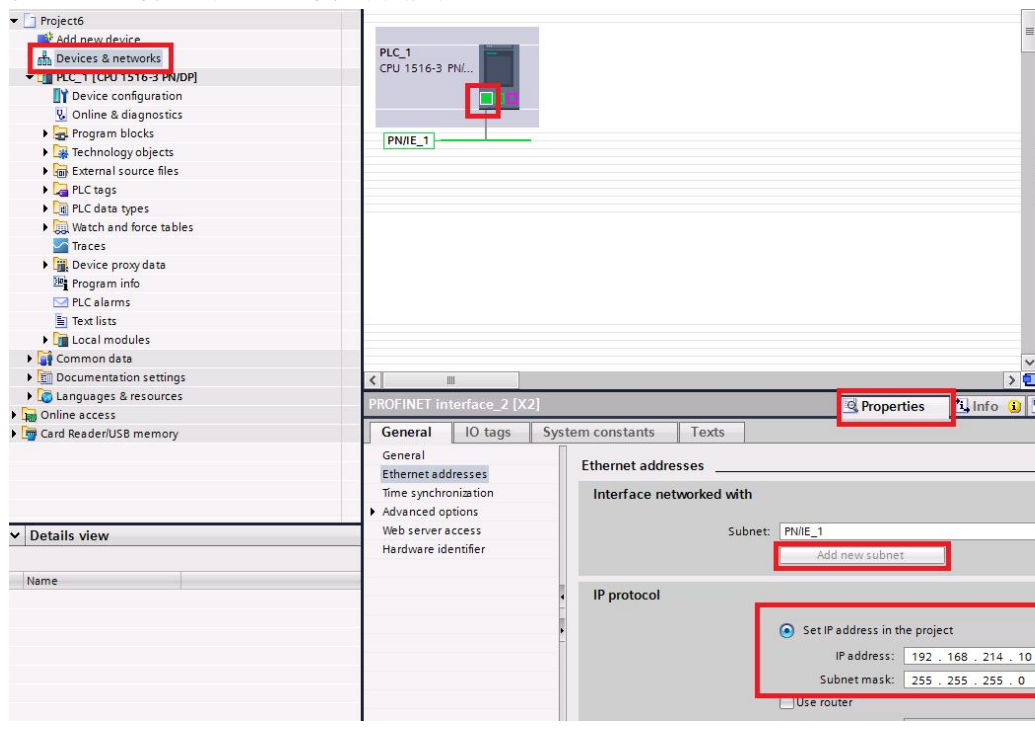 Project6
Add new device
Devices & networks
PLC_1 [CPU 1516-3 PN/DP]
Device configuration
Online & diagnostics
Program blocks
Technology objects
External source files
PLC tags
PLC data types
Watch and force tables
Traces
Device proxy data
Program info
PLC alarms
Text lists
Local modules
Common data
Documentation settings
Languages & resources
Online access
Card Reader/USB memory
Details view
Name
PLC_1
CPU 1516-3 PN/...
PN/IE_1
PROFINET interface_2 [X2]
Properties
Info
General IO tags System constants Texts
General
Ethernet addresses
Time synchronization
Advanced options
Web server access
Hardware identifier
Ethernet addresses
Interface networked with
Subnet: PN/IE_1
Add new subnet
IP protocol
Set IP address in the project
IP address: 192 . 168 . 214 . 10
Subnet mask: 255 . 255 . 255 . 0
Use router